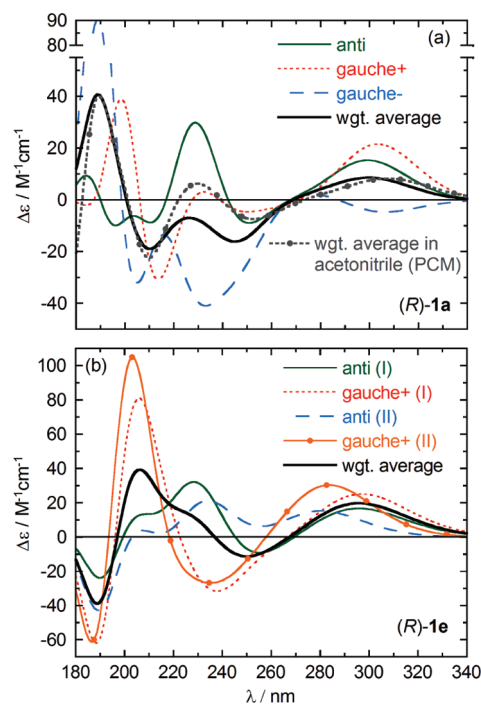 90
80
40
20
0
-20
-40
Δε / M⁻¹cm⁻¹
(a)
anti
gauche+
gauche-
wgt. average
wgt. average in
acetonitrile (PCM)
(R)-1a
100
80
60
40
20
0
-20
-40
-60
Δε / M⁻¹cm⁻¹
(b)
anti (I)
gauche+ (I)
anti (II)
gauche+ (II)
wgt. average
(R)-1e
180 200 220 240 260 280 300 320 340
λ / nm